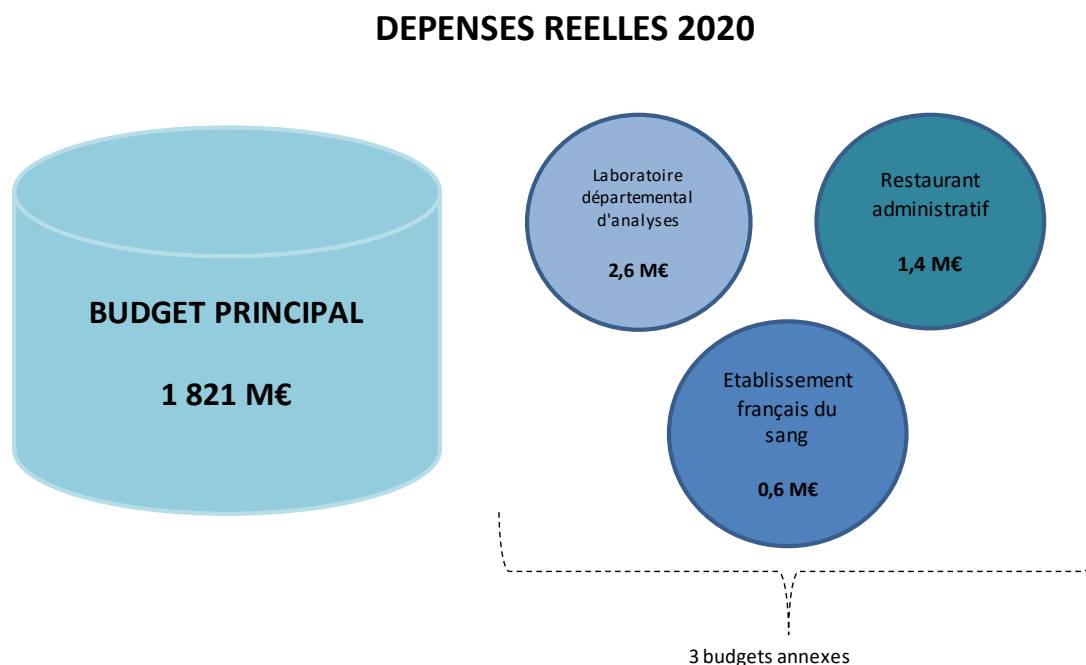 DEPENSES REELLES 2020
BUDGET PRINCIPAL
1 821 M€
Laboratoire
départemental
d'analyses
2,6 M€
Restaurant
administratif
1,4 M€
Etablissement
français du
sang
0,6 M€
3 budgets annexes